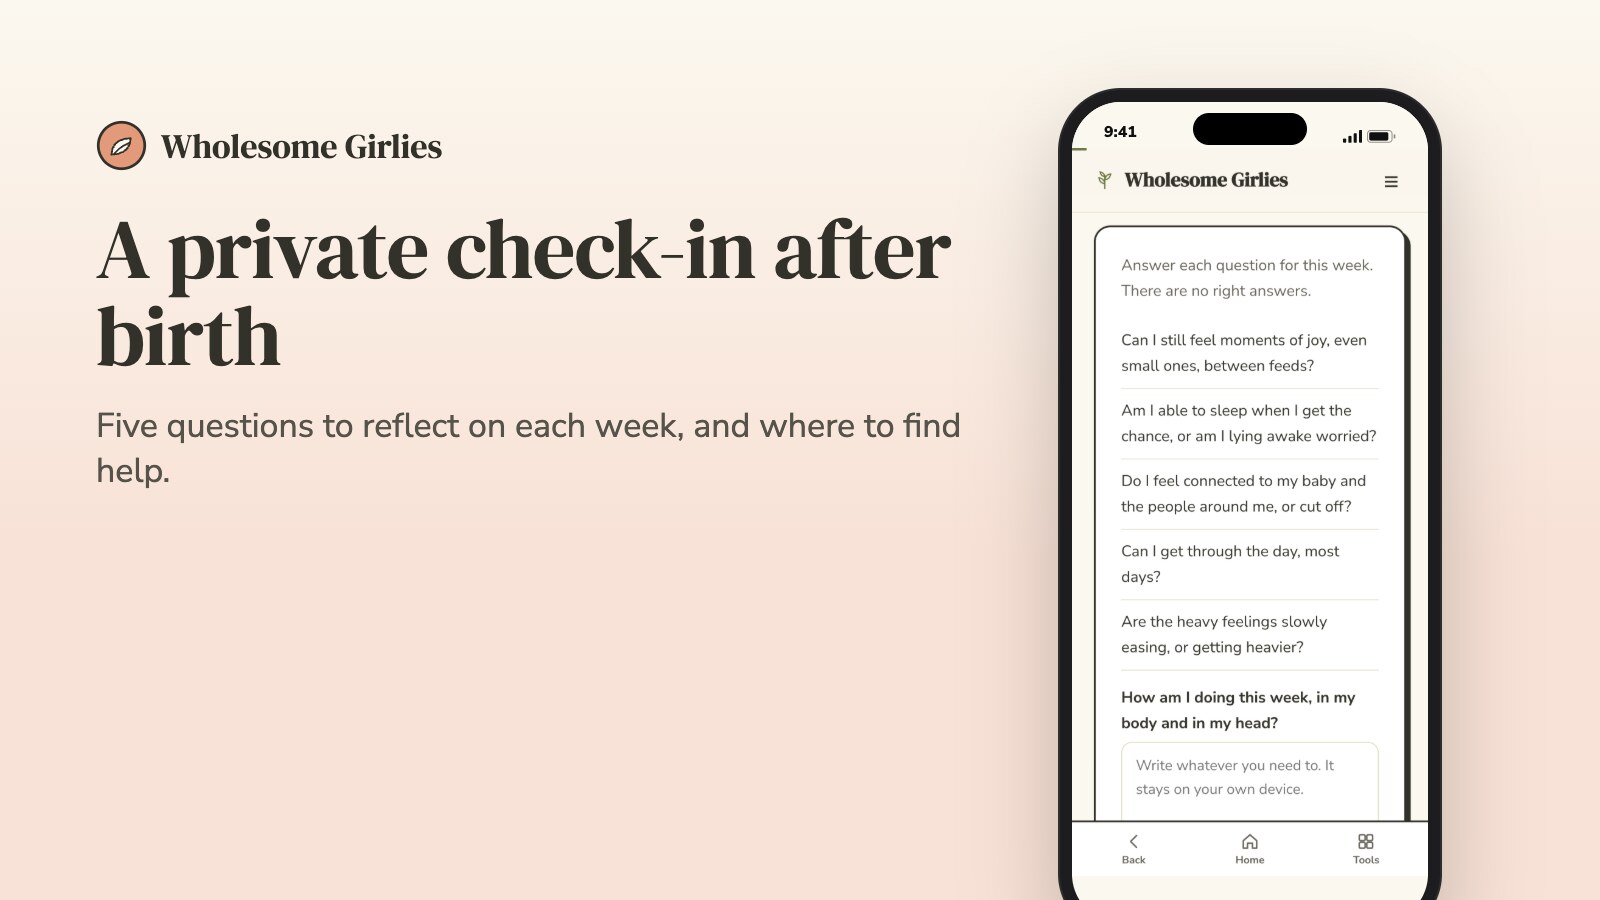 Wholesome Girlies
A private check-in after
birth
Five questions to reflect on each week, and where to find
help.
9:41
Wholesome Girlies
Answer each question for this week.
There are no right answers.
Can I still feel moments of joy, even
small ones, between feeds?
Am I able to sleep when I get the
chance, or am I lying awake worried?
Do I feel connected to my baby and
the people around me, or cut off?
Can I get through the day, most
days?
Are the heavy feelings slowly
easing, or getting heavier?
How am I doing this week, in my
body and in my head?
Write whatever you need to. It
stays on your own device.
Back
Home
Tools